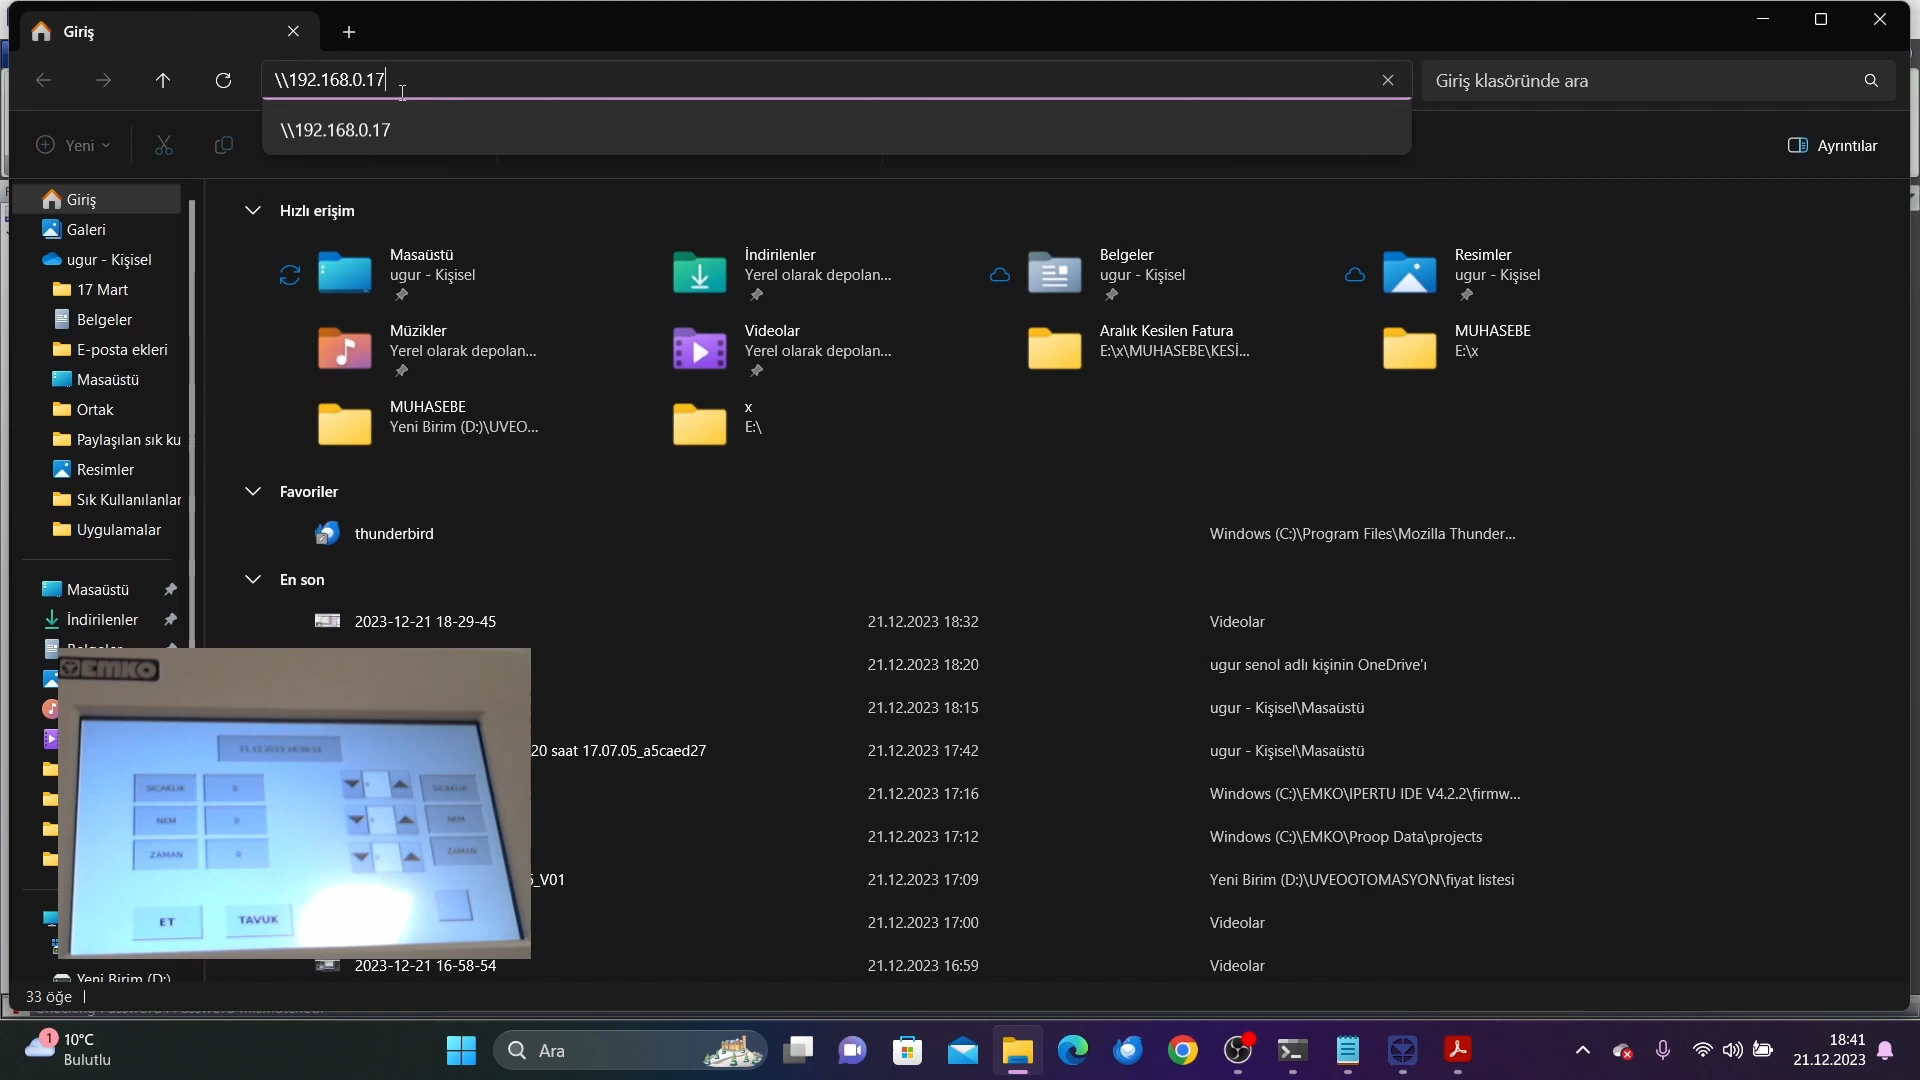 Giriş
\\192.168.0.17
Giriş klasöründe ara
\\192.168.0.17
Yeni
Ayrıntılar
Giriş
Galeri
ugur - Kişisel
17 Mart
Belgeler
E-posta ekleri
Masaüstü
Ortak
Paylaşılan sık ku
Resimler
Sık Kullanılanlar
Uygulamalar
Masaüstü
İndirilenler
Yeni Birim (D:)
Hızlı erişim
Masaüstü
ugur - Kişisel
İndirilenler
Yerel olarak depolan...
Belgeler
ugur - Kişisel
Resimler
ugur - Kişisel
Müzikler
Yerel olarak depolan...
Videolar
Yerel olarak depolan...
Aralık Kesilen Fatura
E:\x\MUHASEBE\KESİ...
MUHASEBE
E:\x
MUHASEBE
Yeni Birim (D:)\UVEO...
x
E:\
Favoriler
thunderbird
Windows (C:)\Program Files\Mozilla Thunder...
En son
2023-12-21 18-29-45
21.12.2023 18:32
Videolar
21.12.2023 18:20
ugur senol adlı kişinin OneDrive'ı
21.12.2023 18:15
ugur - Kişisel\Masaüstü
20 saat 17.07.05_a5caed27
21.12.2023 17:42
ugur - Kişisel\Masaüstü
21.12.2023 17:16
Windows (C:)\EMKO\IPERTU IDE V4.2.2\firmw...
21.12.2023 17:12
Windows (C:)\EMKO\Proop Data\projects
_V01
21.12.2023 17:09
Yeni Birim (D:)\UVEOOTOMASYON\fiyat listesi
21.12.2023 17:00
Videolar
2023-12-21 16-58-54
21.12.2023 16:59
Videolar
EMKO
SICAKLIK
SICAKLIK
NEM
NEM
ZAMAN
ZAMAN
ET
TAVUK
33 öğe
1
10°C
Bulutlu
Ara
18:41
21.12.2023